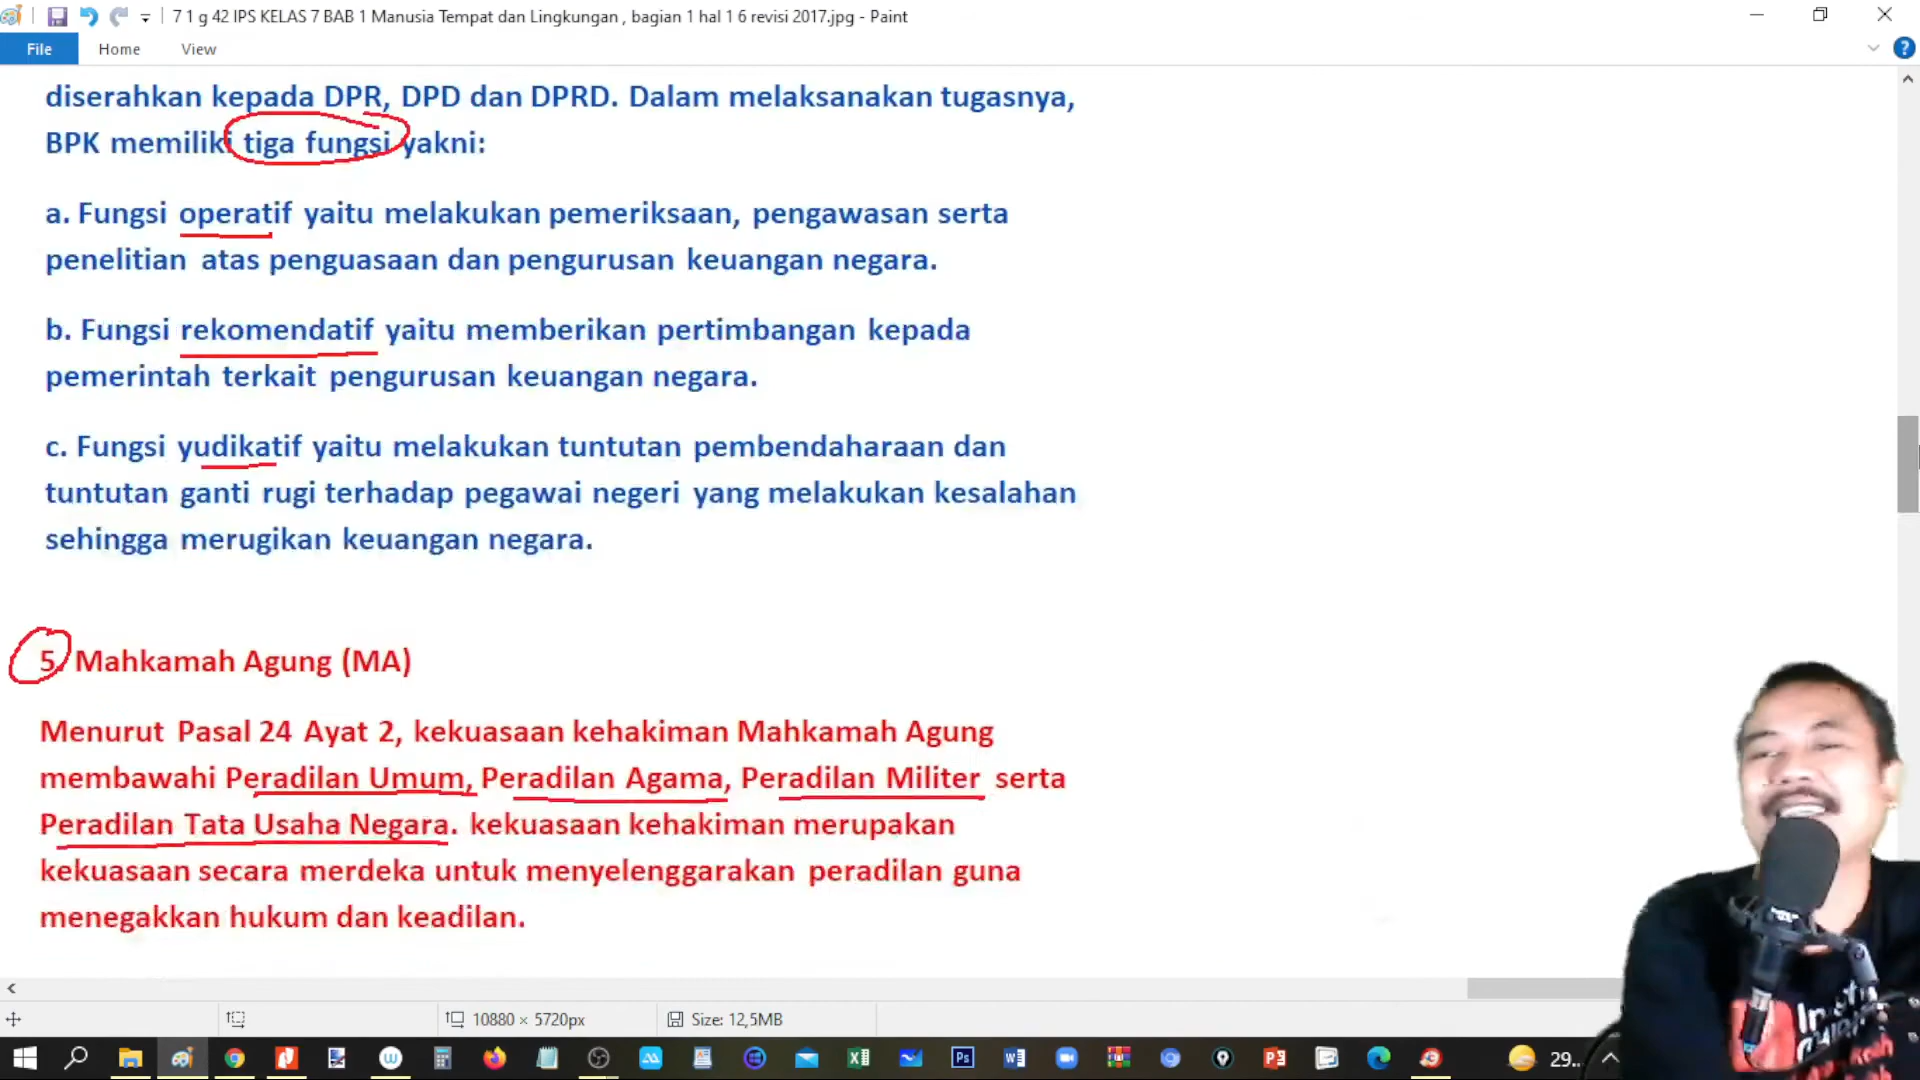 7 1 g 42 IPS KELAS 7 BAB 1 Manusia Tempat dan Lingkungan , bagian 1 hal 1 6 revisi 2017.jpg - Paint
File Home View
diserahkan kepada DPR, DPD dan DPRD. Dalam melaksanakan tugasnya,
BPK memiliki tiga fungsi yakni:
a. Fungsi operatif yaitu melakukan pemeriksaan, pengawasan serta
penelitian atas penguasaan dan pengurusan keuangan negara.
b. Fungsi rekomendatif yaitu memberikan pertimbangan kepada
pemerintah terkait pengurusan keuangan negara.
c. Fungsi yudikatif yaitu melakukan tuntutan pembendaharaan dan
tuntutan ganti rugi terhadap pegawai negeri yang melakukan kesalahan
sehingga merugikan keuangan negara.
5. Mahkamah Agung (MA)
Menurut Pasal 24 Ayat 2, kekuasaan kehakiman Mahkamah Agung
membawahi Peradilan Umum, Peradilan Agama, Peradilan Militer serta
Peradilan Tata Usaha Negara. kekuasaan kehakiman merupakan
kekuasaan secara merdeka untuk menyelenggarakan peradilan guna
menegakkan hukum dan keadilan.
10880 × 5720px Size: 12,5MB
29...